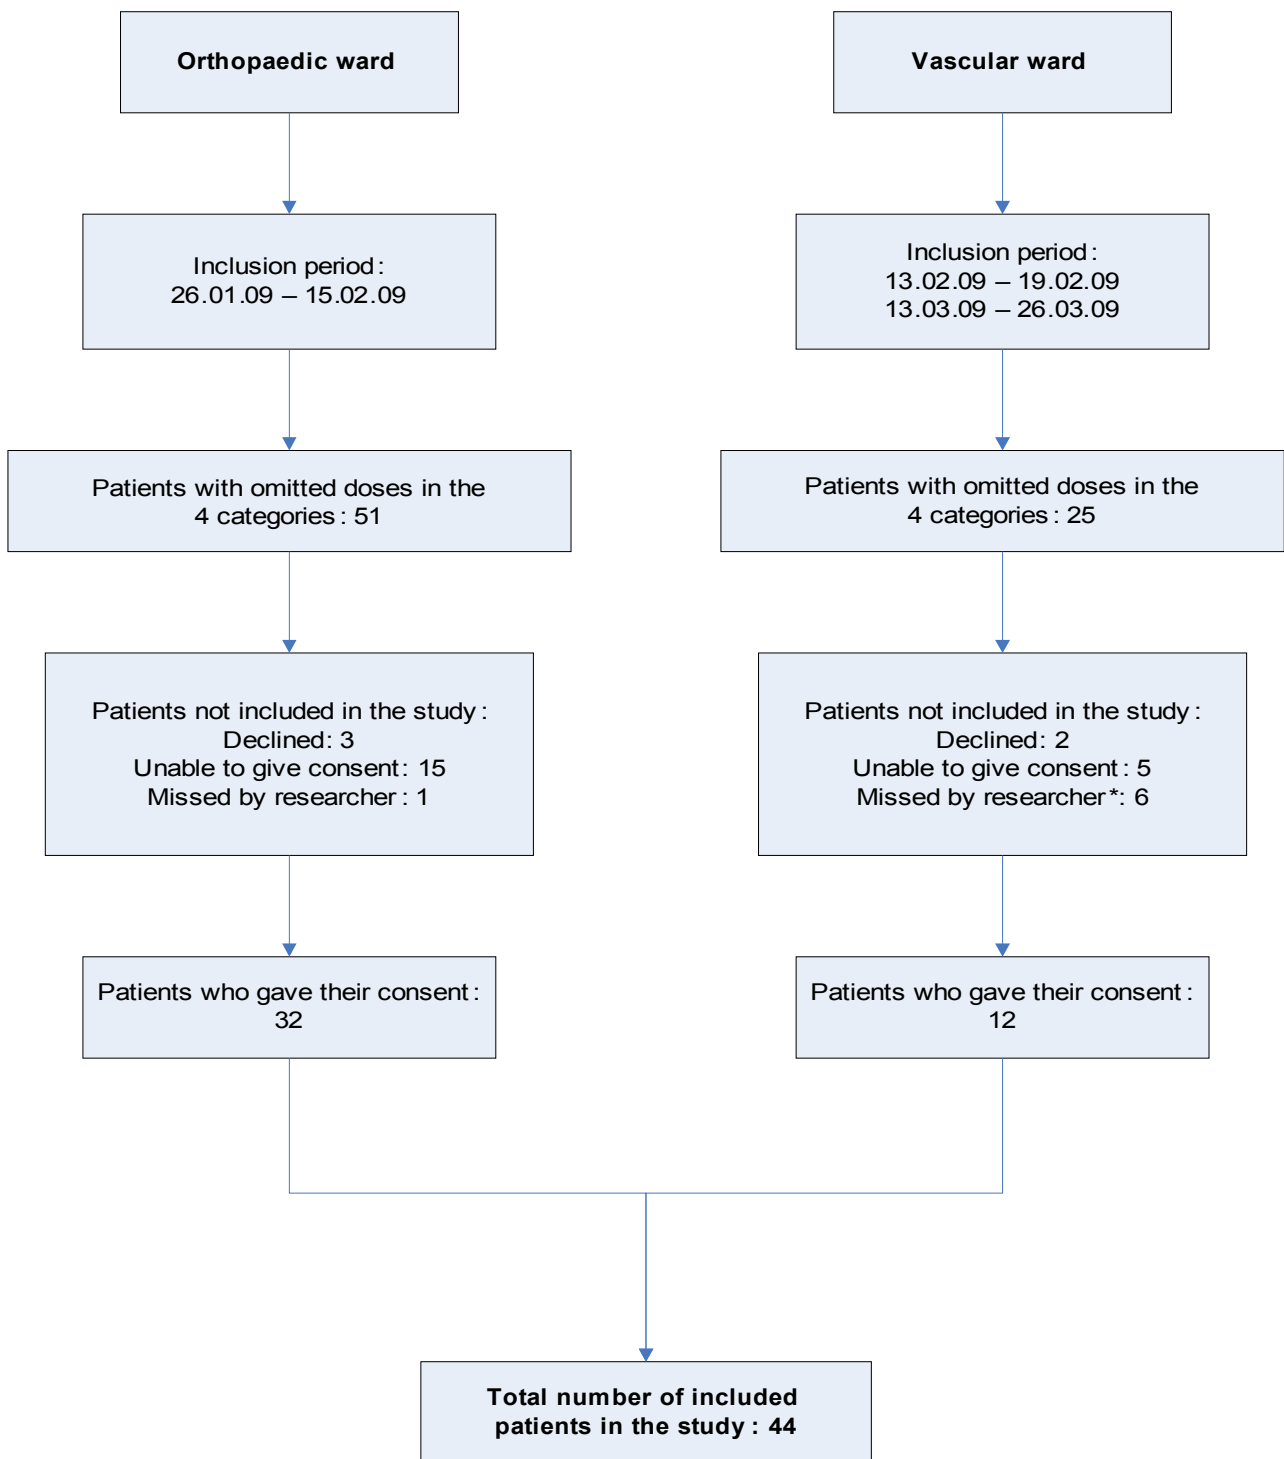 Orthopaedic ward
Vascular ward
Inclusion period:
26.01.09 – 15.02.09
Inclusion period:
13.02.09 – 19.02.09
13.03.09 – 26.03.09
Patients with omitted doses in the
4 categories: 51
Patients with omitted doses in the
4 categories: 25
Patients not included in the study:
Declined: 3
Unable to give consent: 15
Missed by researcher: 1
Patients not included in the study:
Declined: 2
Unable to give consent: 5
Missed by researcher*: 6
Patients who gave their consent:
32
Patients who gave their consent:
12
Total number of included
patients in the study: 44